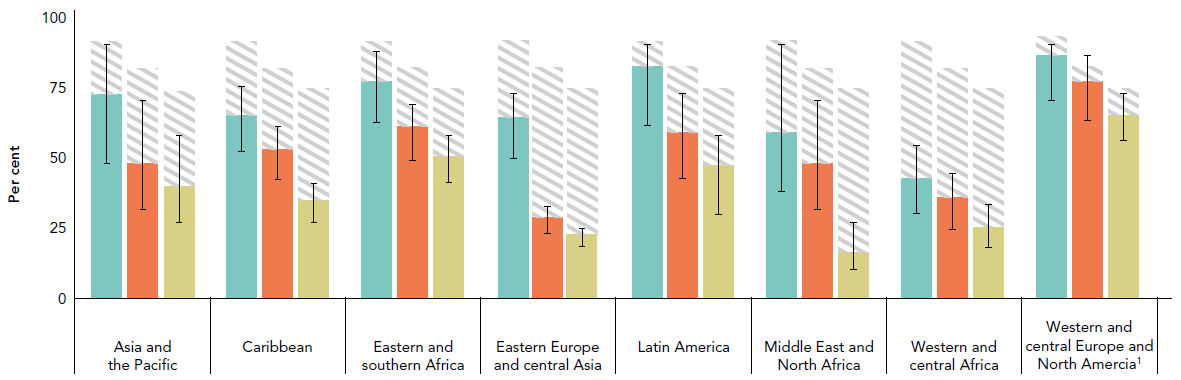 100
75
50
25
0
Per cent
Asia and
the Pacific
Caribbean
Eastern and
southern Africa
Eastern Europe
and central Asia
Latin America
Middle East and
North Africa
Western and
central Africa
Western and
central Europe and
North Amercia¹